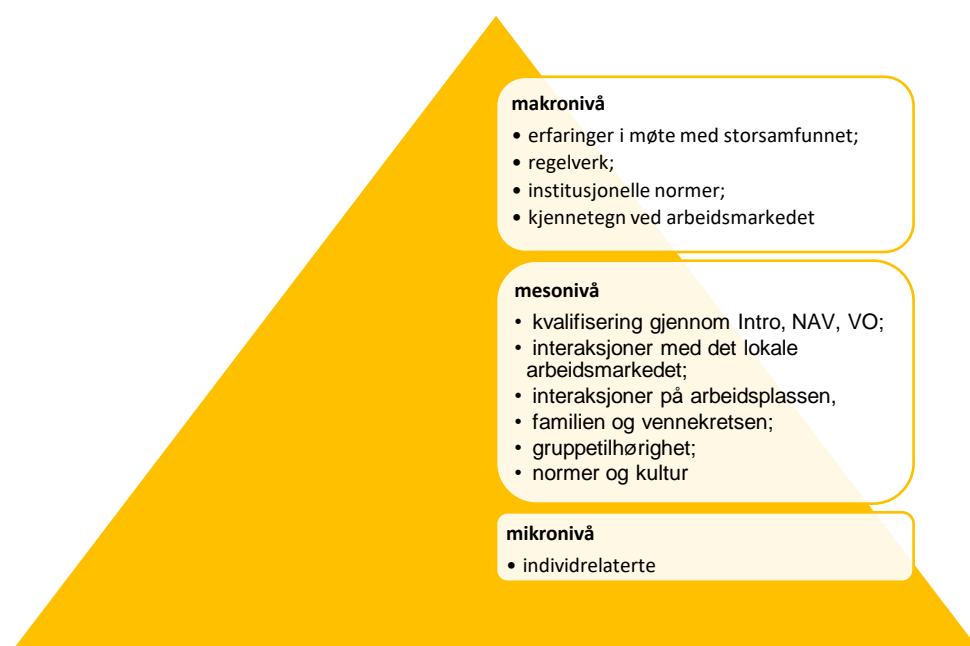 makronivå
• erfaringer i møte med storsamfunnet;
• regelverk;
• institusjonelle normer;
• kjennetegn ved arbeidsmarkedet
mesonivå
• kvalifisering gjennom Intro, NAV, VO;
• interaksjoner med det lokale
arbeidsmarkedet;
• interaksjoner på arbeidsplassen,
• familien og vennekretsen;
• gruppetilhørighet;
• normer og kultur
mikronivå
• individrelaterte